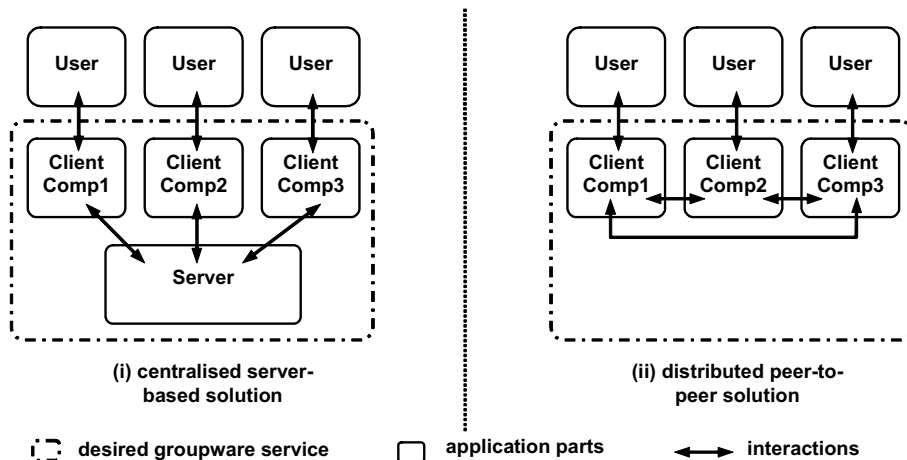 User
User
User
Client
Comp1
Client
Comp2
Client
Comp3
Server
(i) centralised server-
based solution
User
User
User
Client
Comp1
Client
Comp2
Client
Comp3
(ii) distributed peer-to-
peer solution
desired groupware service
application parts
interactions